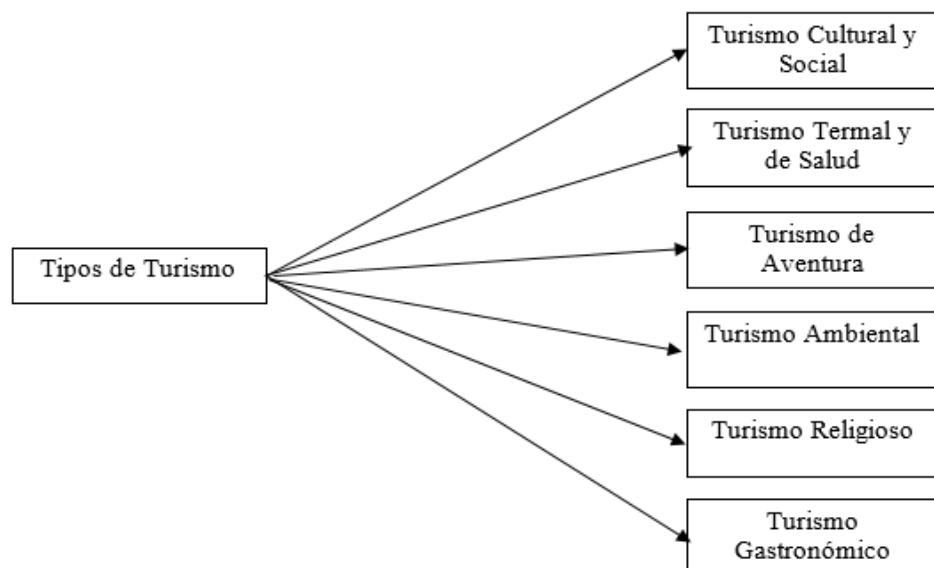 Turismo Cultural y
Social
Turismo Termal y
de Salud
Turismo de
Aventura
Tipos de Turismo
Turismo Ambiental
Turismo Religioso
Turismo
Gastronómico